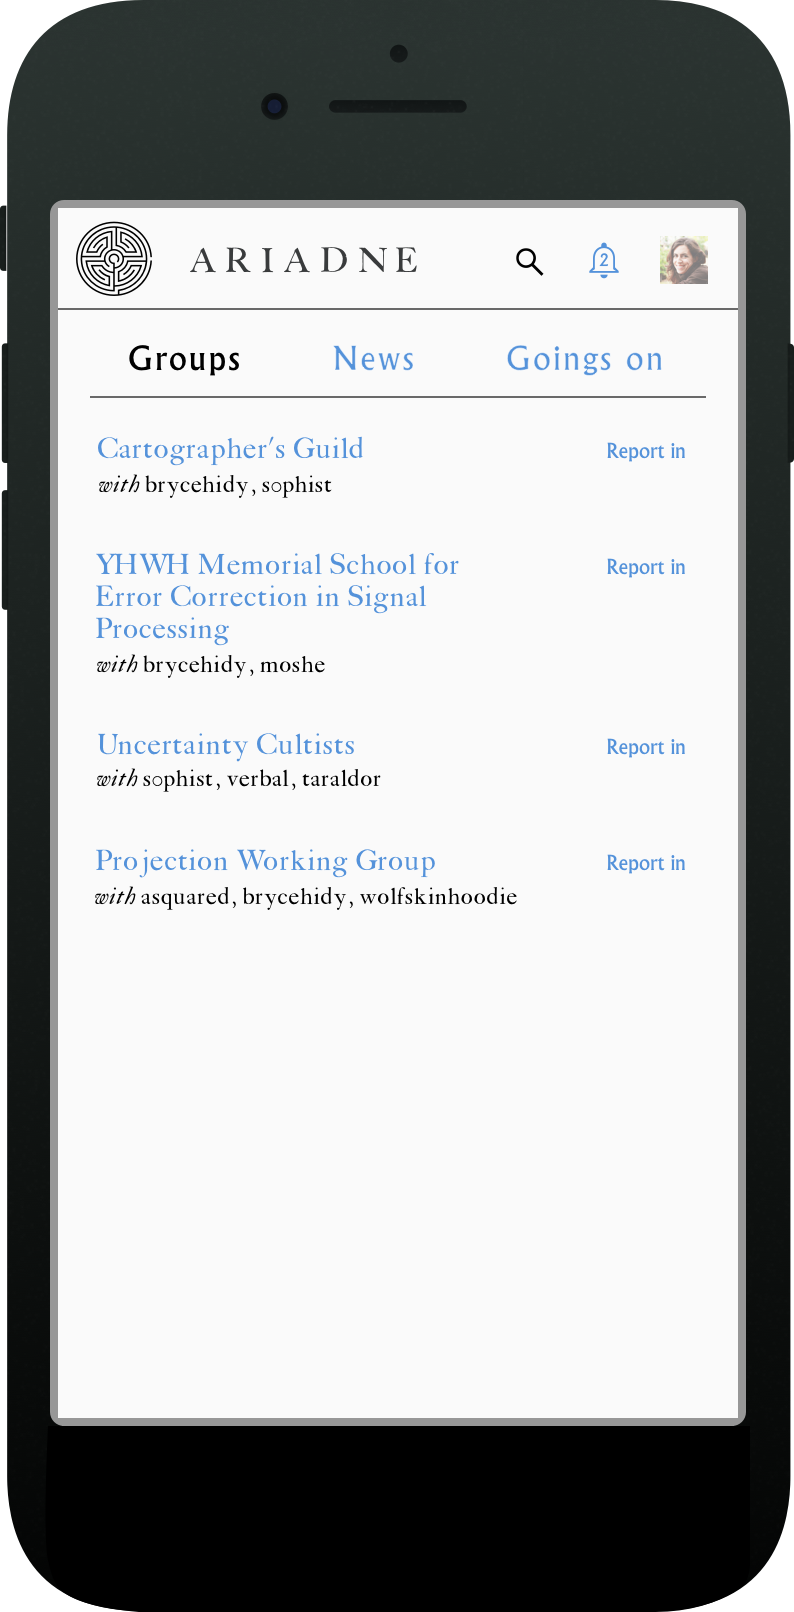 ARIADNE
2
Groups News Goings on
Cartographer's Guild Report in
with brycehidy, sophist
YHWH Memorial School for Report in
Error Correction in Signal
Processing
with brycehidy, moshe
Uncertainty Cultists Report in
with sophist, verbal, taraldor
Projection Working Group Report in
with asquared, brycehidy, wolfskinhoodie